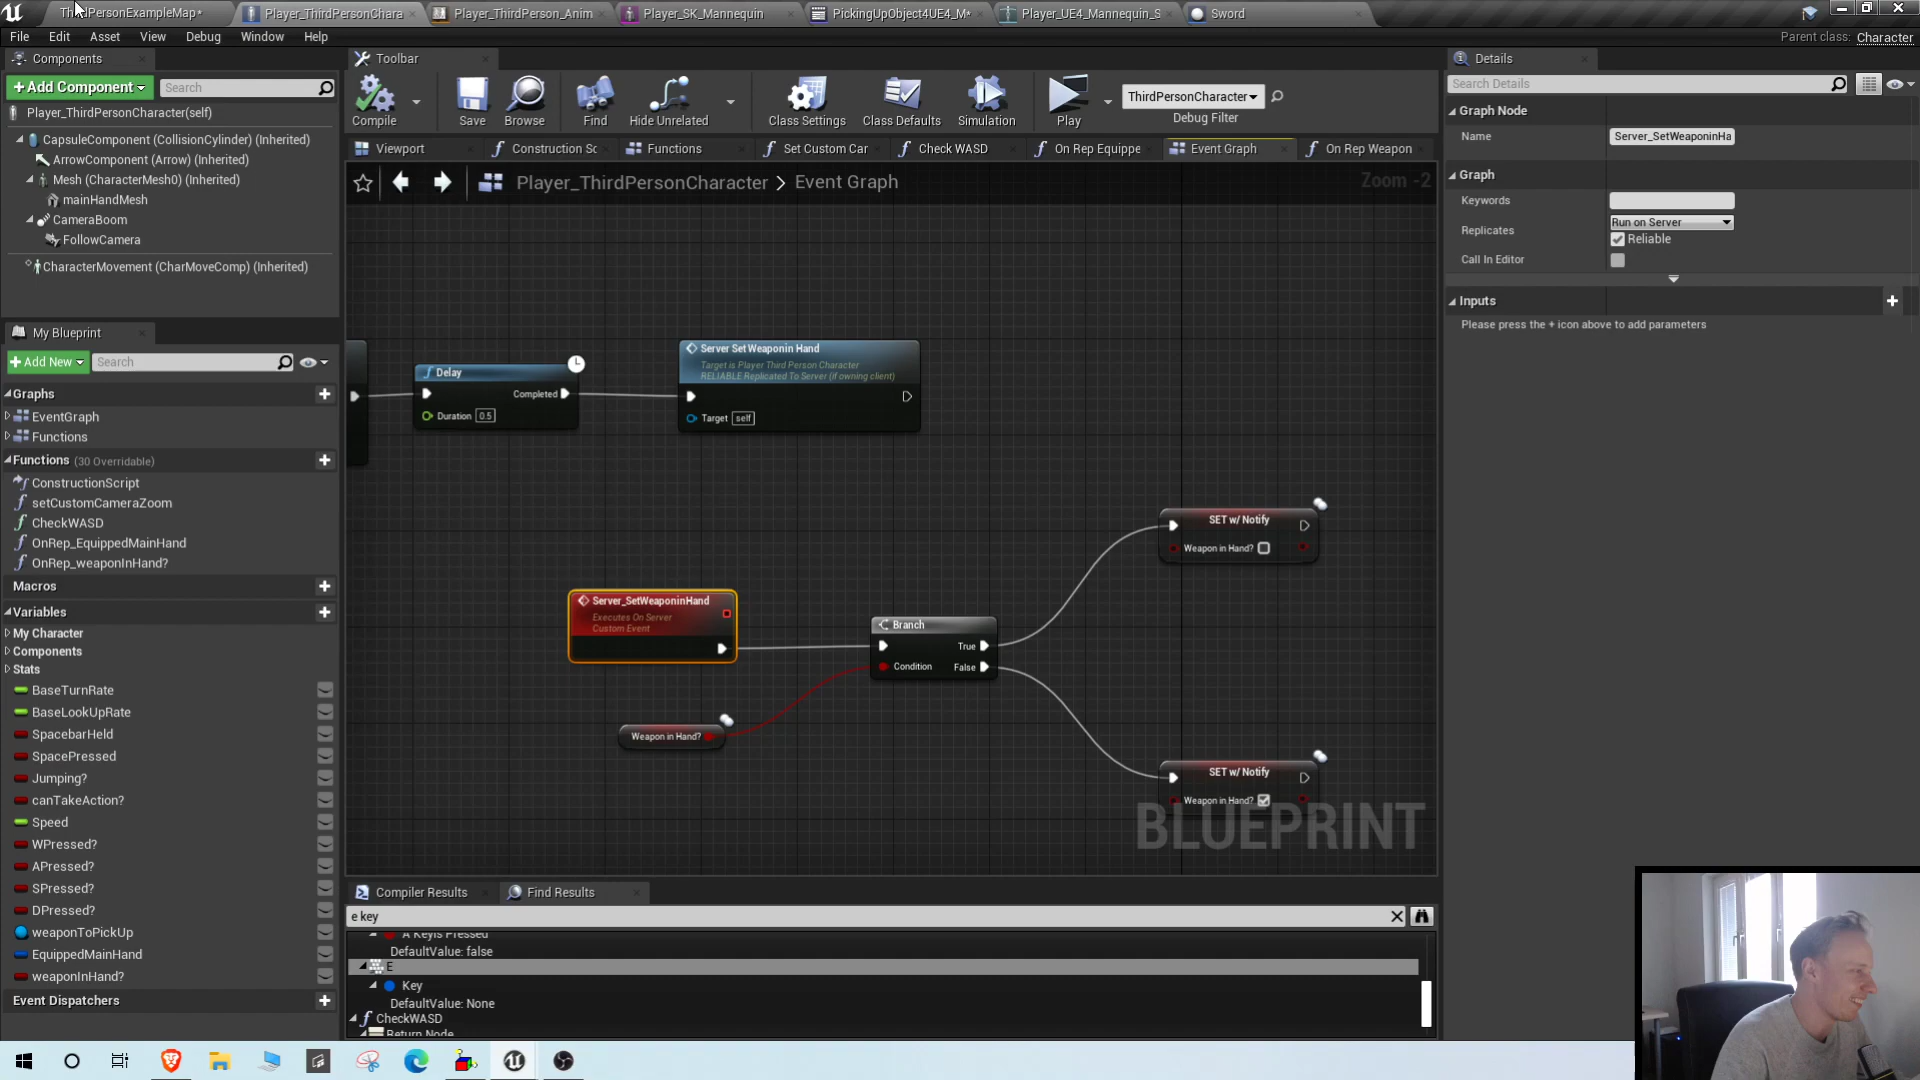 ThirdPersonExampleMap*
Player_ThirdPersonChara
Player_ThirdPerson_Anim
Player_SK_Mannequin
PickingUpObject4UE4_M*
Player_UE4_Mannequin_S
Sword
File
Edit
Asset
View
Debug
Window
Help
Parent class:
Character
Components
+Add Component
Search
Player_ThirdPersonCharacter(self)
CapsuleComponent (CollisionCylinder) (Inherited)
ArrowComponent (Arrow) (Inherited)
Mesh (CharacterMesh0) (Inherited)
mainHandMesh
CameraBoom
FollowCamera
CharacterMovement (CharMoveComp) (Inherited)
My Blueprint
+Add New
Search
Graphs
EventGraph
Functions
Functions (30 Overridable)
ConstructionScript
setCustomCameraZoom
CheckWASD
OnRep_EquippedMainHand
OnRep_weaponInHand?
Macros
Variables
My Character
Components
Stats
BaseTurnRate
BaseLookUpRate
SpacebarHeld
SpacePressed
Jumping?
canTakeAction?
Speed
WPressed?
APressed?
SPressed?
DPressed?
weaponToPickUp
EquippedMainHand
weaponInHand?
Event Dispatchers
Toolbar
Compile
Save
Browse
Find
Hide Unrelated
Class Settings
Class Defaults
Simulation
Play
ThirdPersonCharacter
Debug Filter
Viewport
Construction Sc
Functions
Set Custom Car
Check WASD
On Rep Equippe
Event Graph
On Rep Weapon
Player_ThirdPersonCharacter > Event Graph
Zoom -2
Delay
Completed
Duration 0.5
Server Set Weaponin Hand
Target is Player Third Person Character
RELIABLE Replicated To Server (if owning client)
Target self
SET w/ Notify
Weapon in Hand?
Server_SetWeaponinHand
Executes On Server
Custom Event
Branch
True
Condition
False
Weapon in Hand?
SET w/ Notify
Weapon in Hand?
BLUEPRINT
Compiler Results
Find Results
e key
A Key Is Pressed
DefaultValue: false
E
Key
DefaultValue: None
CheckWASD
Return Node
Details
Search Details
Graph Node
Name
Server_SetWeaponinHa
Graph
Keywords
Replicates
Run on Server
Reliable
Call In Editor
Inputs
Please press the + icon above to add parameters